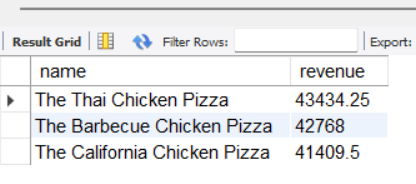 Result Grid Filter Rows: Export:
name revenue
The Thai Chicken Pizza 43434.25
The Barbecue Chicken Pizza 42768
The California Chicken Pizza 41409.5